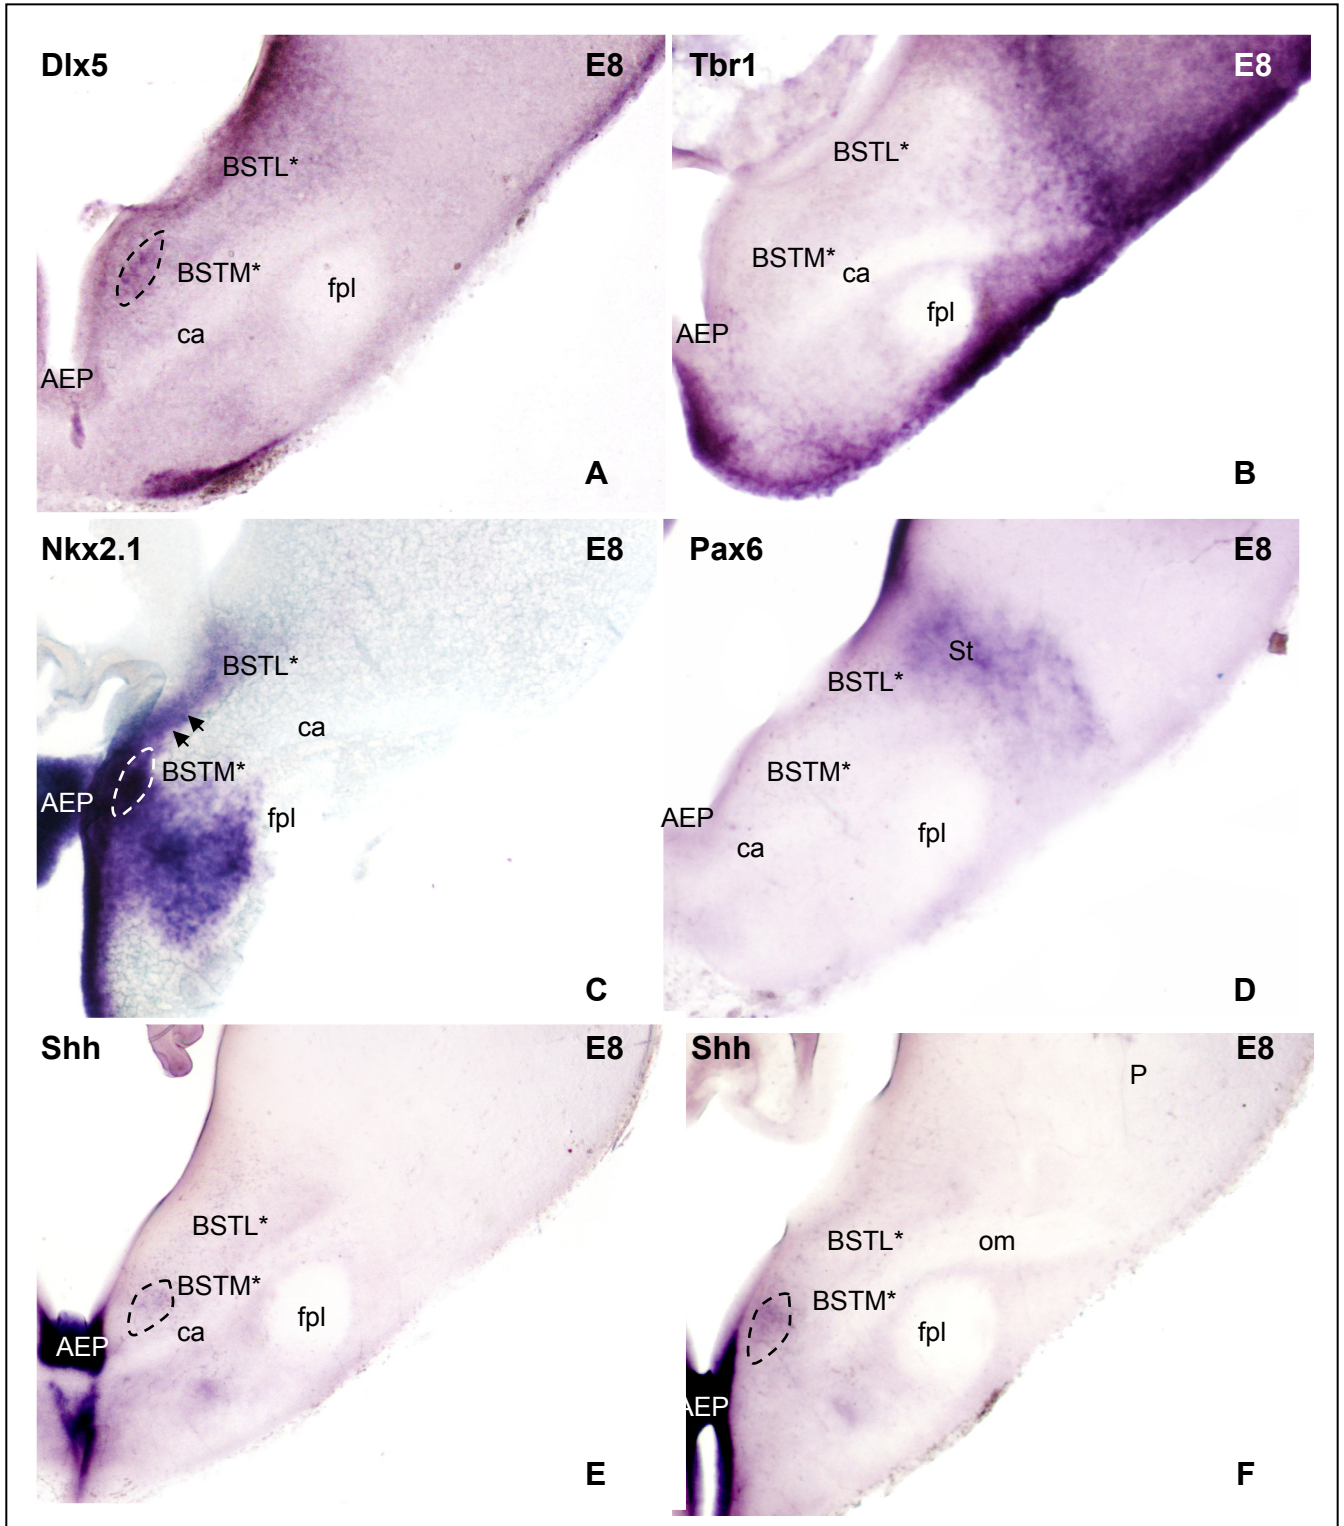 Dlx5 E8
BSTL*
BSTM*
fpl
ca
AEP
A
Tbr1 E8
BSTL*
BSTM*
ca
fpl
AEP
B
Nkx2.1 E8
BSTL*
ca
BSTM*
AEP
fpl
C
Pax6 E8
St
BSTL*
BSTM*
AEP
fpl
ca
D
Shh E8
BSTL*
BSTM*
fpl
ca
AEP
E
Shh E8
P
BSTL*
om
BSTM*
fpl
AEP
F